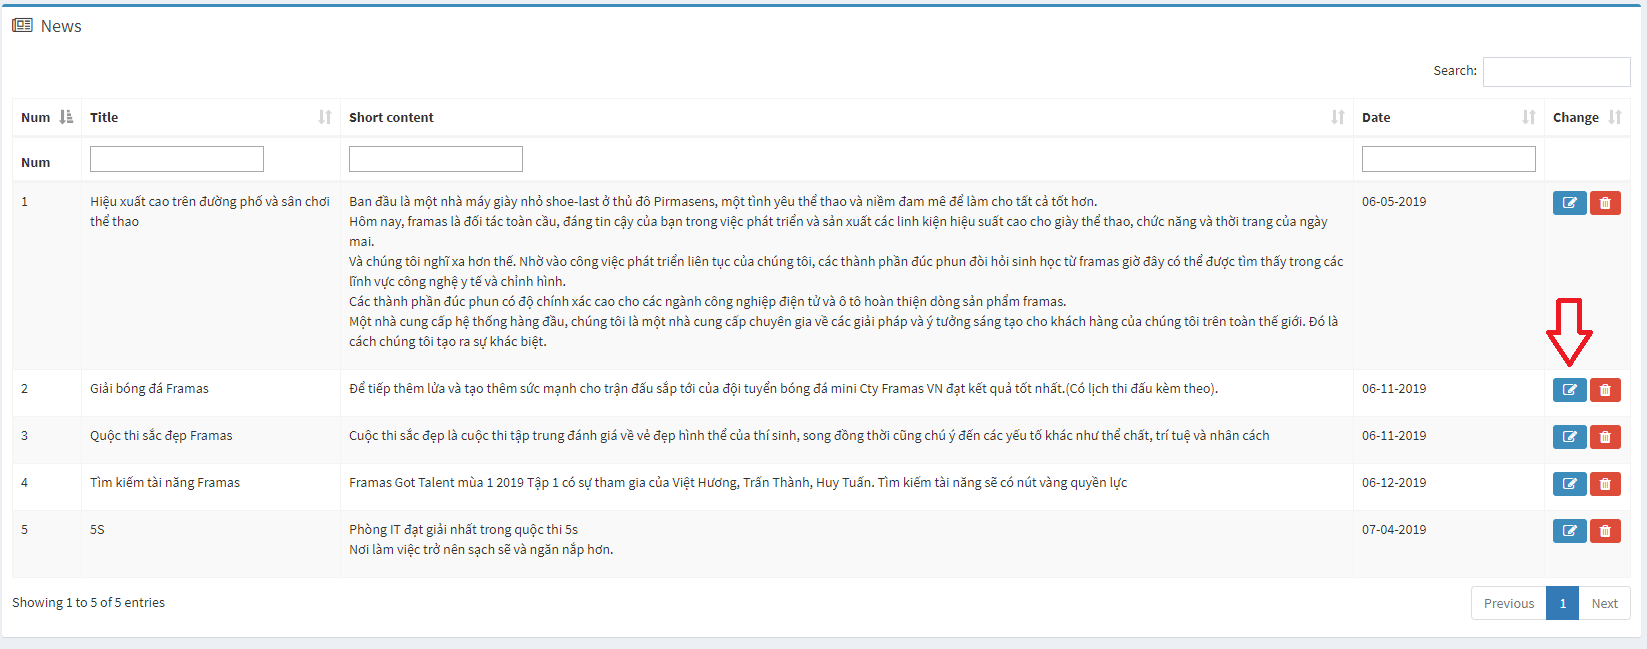 News
Search:
Num Title Short content Date Change
Num
1 Hiệu xuất cao trên đường phố và sân chơi Ban đầu là một nhà máy giày nhỏ shoe-last ở thủ đô Pirmasens, một tình yêu thể thao và niềm đam mê để làm cho tất cả tốt hơn. 06-05-2019
thể thao Hôm nay, framas là đối tác toàn cầu, đáng tin cậy của bạn trong việc phát triển và sản xuất các linh kiện hiệu suất cao cho giày thể thao, chức năng và thời trang của ngày
mai.
Và chúng tôi nghĩ xa hơn thế. Nhờ vào công việc phát triển liên tục của chúng tôi, các thành phần đúc phun đòi hỏi sinh học từ framas giờ đây có thể được tìm thấy trong các
lĩnh vực công nghệ y tế và chỉnh hình.
Các thành phần đúc phun có độ chính xác cao cho các ngành công nghiệp điện tử và ô tô hoàn thiện dòng sản phẩm framas.
Một nhà cung cấp hệ thống hàng đầu, chúng tôi là một nhà cung cấp chuyên gia về các giải pháp và ý tưởng sáng tạo cho khách hàng của chúng tôi trên toàn thế giới. Đó là
cách chúng tôi tạo ra sự khác biệt.
2 Giải bóng đá Framas Để tiếp thêm lửa và tạo thêm sức mạnh cho trận đấu sắp tới của đội tuyển bóng đá mini Cty Framas VN đạt kết quả tốt nhất.(Có lịch thi đấu kèm theo). 06-11-2019
3 Quộc thi sắc đẹp Framas Cuộc thi sắc đẹp là cuộc thi tập trung đánh giá về vẻ đẹp hình thể của thí sinh, song đồng thời cũng chú ý đến các yếu tố khác như thể chất, trí tuệ và nhân cách 06-11-2019
4 Tìm kiếm tài năng Framas Framas Got Talent mùa 1 2019 Tập 1 có sự tham gia của Việt Hương, Trấn Thành, Huy Tuấn. Tìm kiếm tài năng sẽ có nút vàng quyền lực 06-12-2019
5 5S Phòng IT đạt giải nhất trong quộc thi 5s 07-04-2019
Nơi làm việc trở nên sạch sẽ và ngăn nắp hơn.
Showing 1 to 5 of 5 entries Previous 1 Next